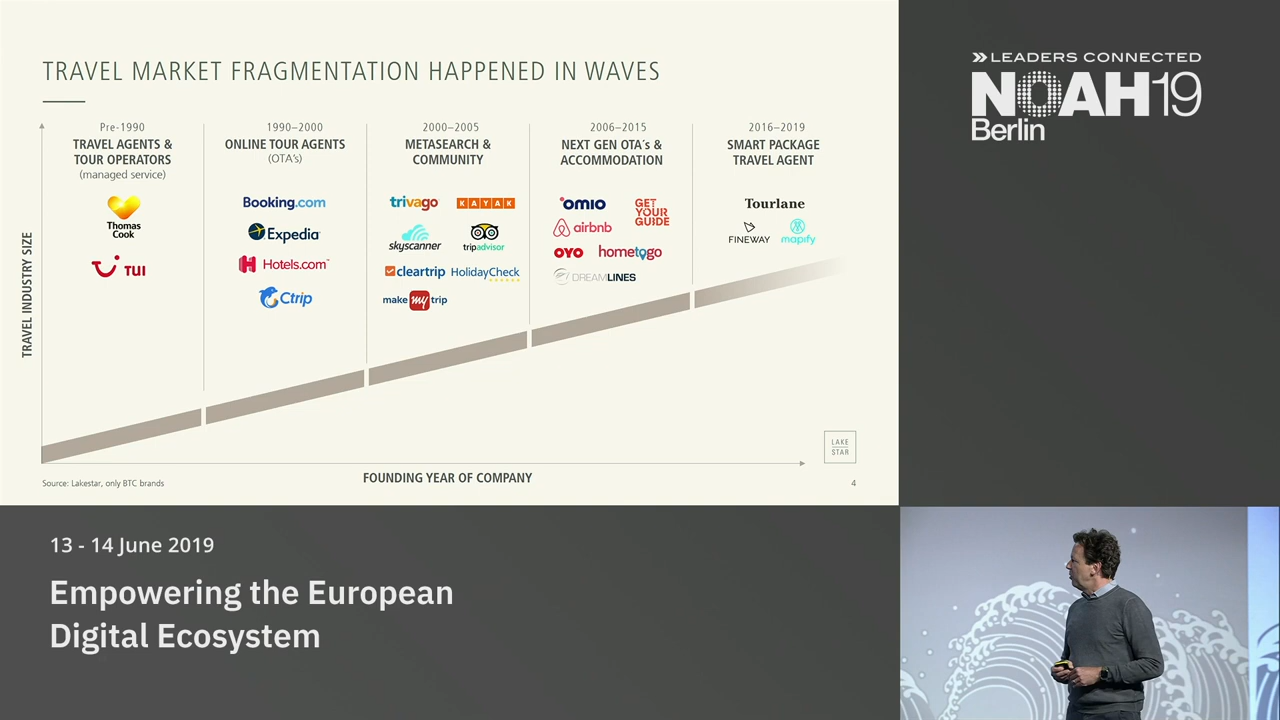 TRAVEL MARKET FRAGMENTATION HAPPENED IN WAVES
Pre-1990
TRAVEL AGENTS &
TOUR OPERATORS
(managed service)
Thomas
Cook
TUI
1990–2000
ONLINE TOUR AGENTS
(OTA's)
Booking.com
Expedia
Hotels.com
Ctrip
2000–2005
METASEARCH &
COMMUNITY
trivago
KAYAK
skyscanner
tripadvisor
cleartrip
HolidayCheck
make my trip
2006–2015
NEXT GEN OTA´s &
ACCOMMODATION
omio
GET
YOUR
GUIDE
airbnb
OYO
hometogo
DREAMLINES
2016–2019
SMART PACKAGE
TRAVEL AGENT
Tourlane
FINEWAY
mapify
TRAVEL INDUSTRY SIZE
FOUNDING YEAR OF COMPANY
LAKE
STAR
Source: Lakestar, only BTC brands
4
LEADERS CONNECTED
NOAH19
Berlin
13 - 14 June 2019
Empowering the European
Digital Ecosystem